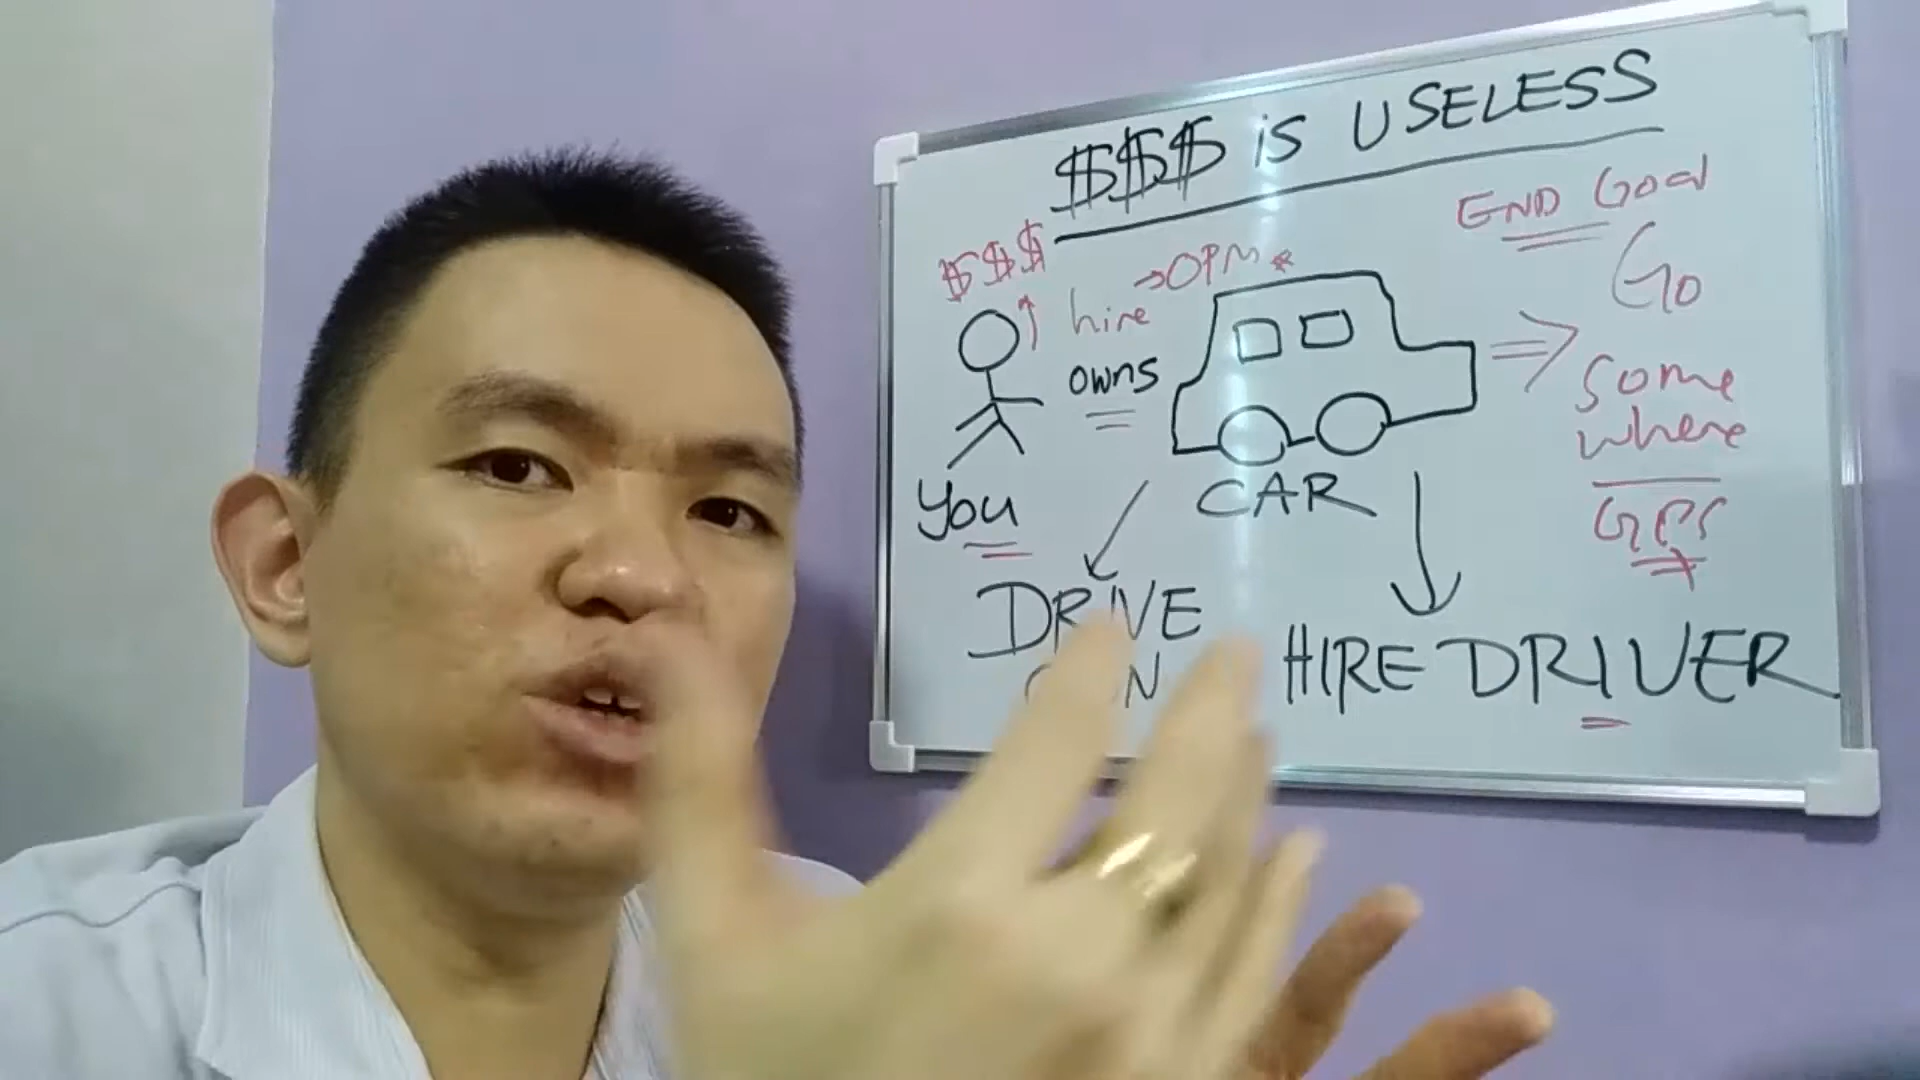 $$$ is USELESS
END Goal
$$$
hire →OPM *
owns
Go
Some
where
GPS
You
CAR
DRIVE
HIRE DRIVER